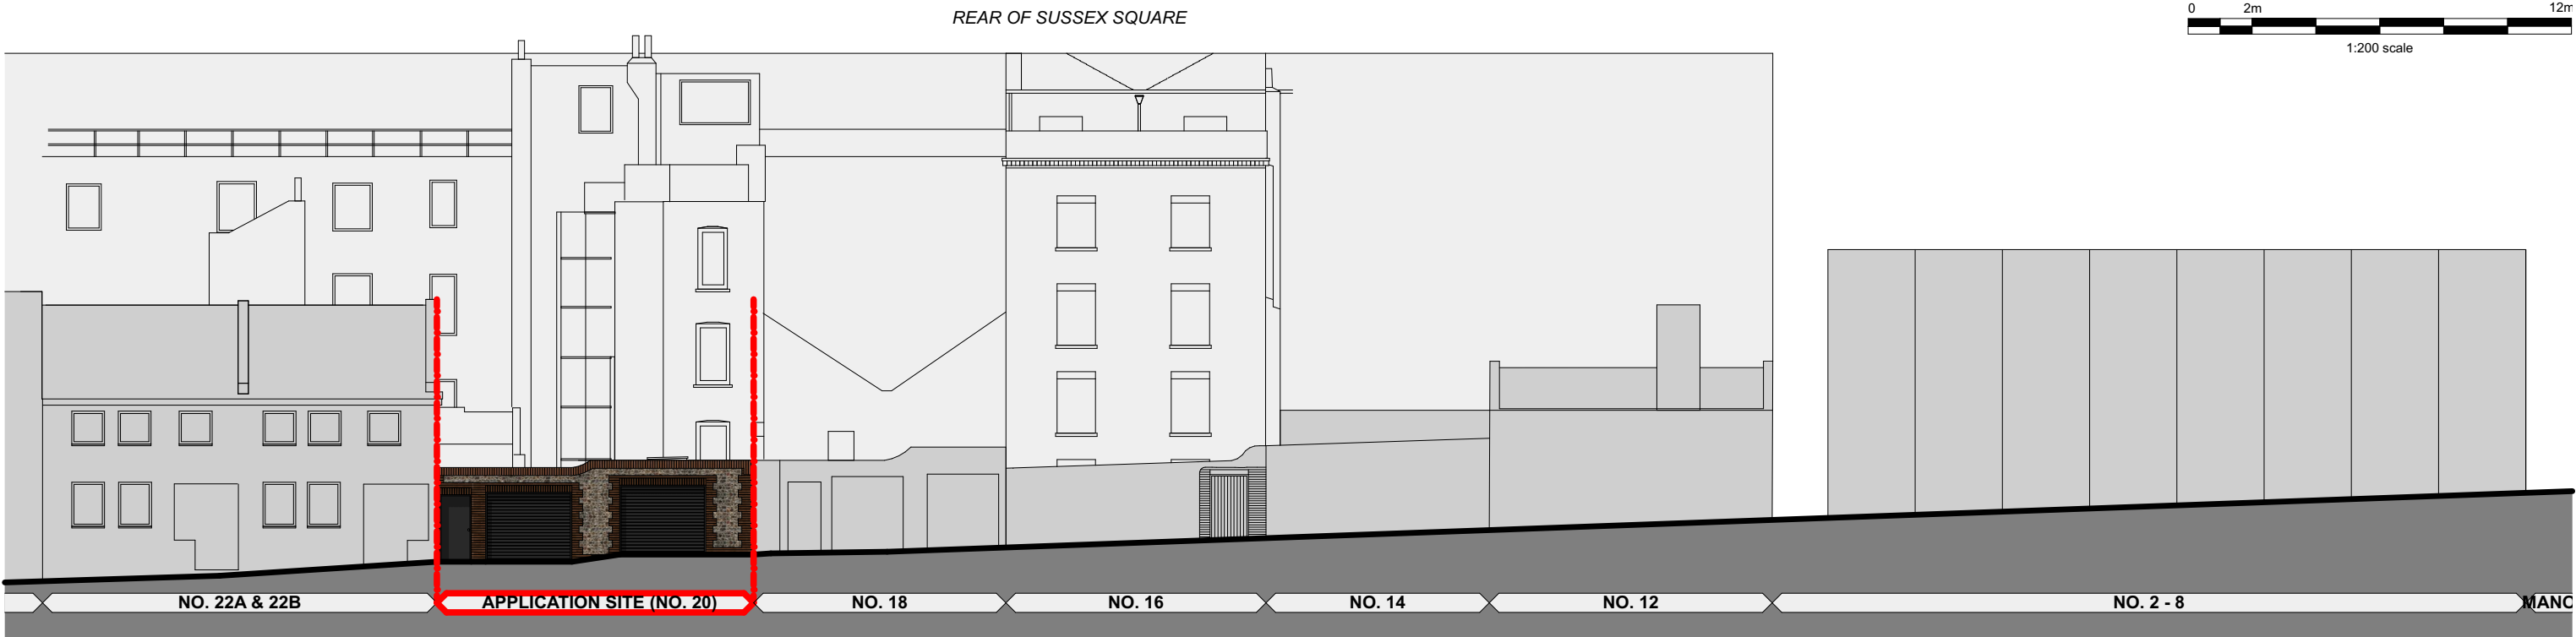 REAR OF SUSSEX SQUARE
0 2m 12m
1:200 scale
NO. 22A & 22B
APPLICATION SITE (NO. 20)
NO. 18
NO. 16
NO. 14
NO. 12
NO. 2 - 8
MANO